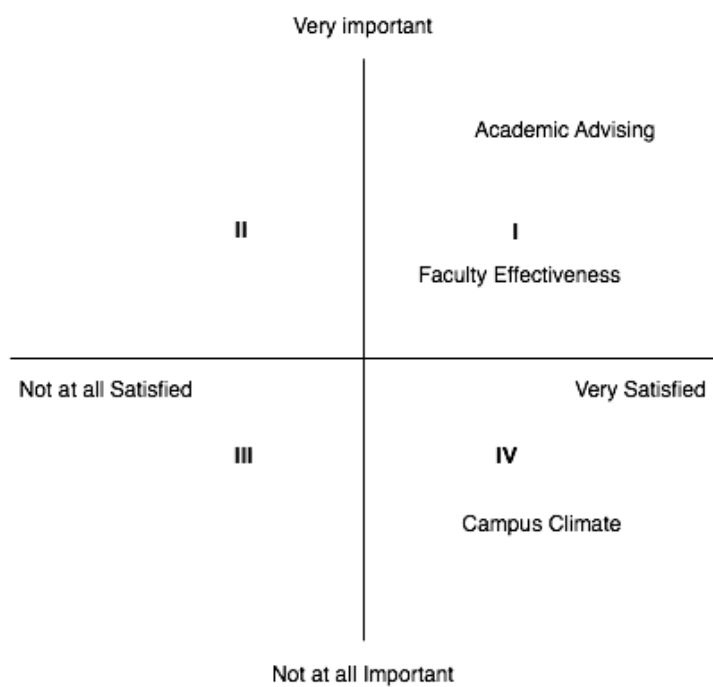 Very important
Academic Advising
II
I
Faculty Effectiveness
Not at all Satisfied
Very Satisfied
III
IV
Campus Climate
Not at all Important